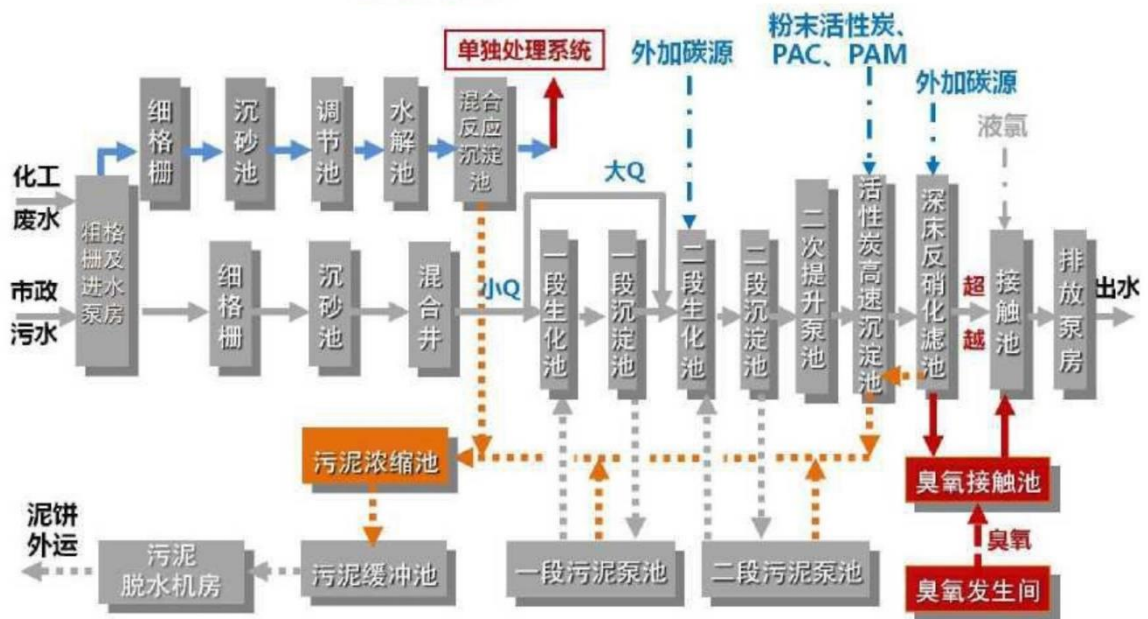 单独处理系统
外加碳源
粉末活性炭、
PAC、PAM
外加碳源
液氯
细格栅
沉砂池
调节池
水解池
混合
反应
沉淀
池
化工
废水
市政
污水
粗格
栅及
进水
泵房
细格栅
沉砂池
混合井
小Q
大Q
一段生化池
一段沉淀池
二段生化池
二段沉淀池
二次提升泵池
活性炭高速沉淀池
深床反硝化滤池
超
越
接触池
排放泵房
出水
污泥浓缩池
臭氧接触池
臭氧
臭氧发生间
泥饼
外运
污泥
脱水机房
污泥缓冲池
一段污泥泵池
二段污泥泵池